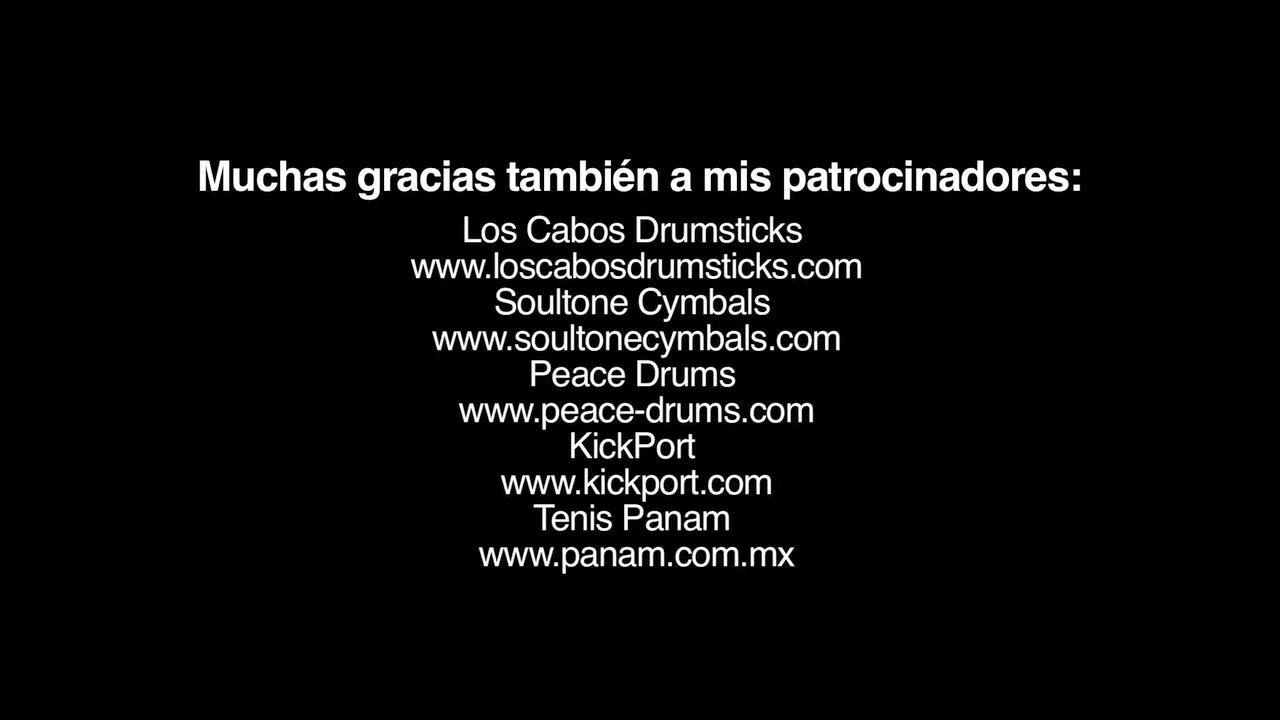 Muchas gracias también a mis patrocinadores:
Los Cabos Drumsticks
www.loscabosdrumsticks.com
Soultone Cymbals
www.soultonecymbals.com
Peace Drums
www.peace-drums.com
KickPort
www.kickport.com
Tenis Panam
www.panam.com.mx